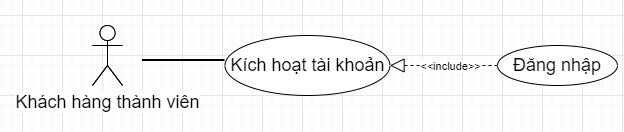 Kích hoạt tài khoản
<<include>>
Đăng nhập
Khách hàng thành viên